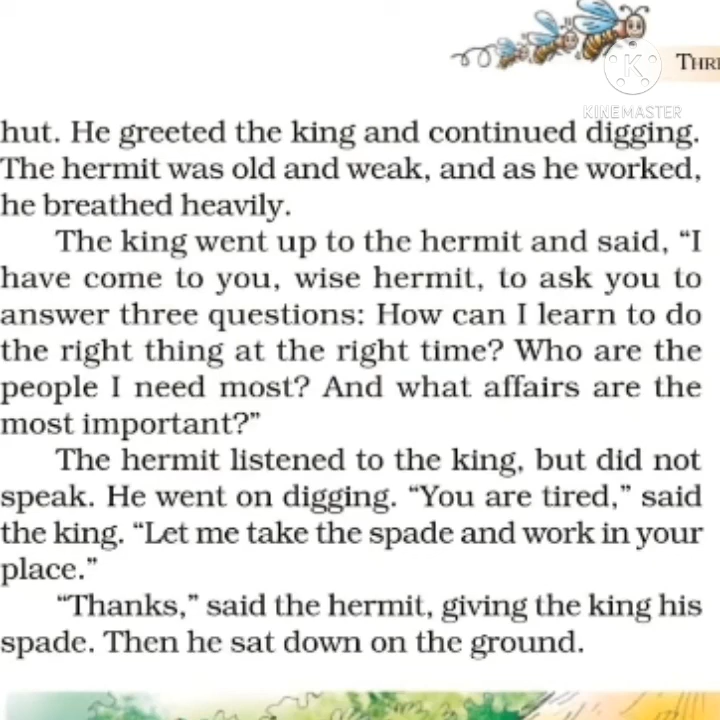 THR
KINEMASTER
hut. He greeted the king and continued digging.
The hermit was old and weak, and as he worked,
he breathed heavily.
The king went up to the hermit and said, “I
have come to you, wise hermit, to ask you to
answer three questions: How can I learn to do
the right thing at the right time? Who are the
people I need most? And what affairs are the
most important?”
The hermit listened to the king, but did not
speak. He went on digging. “You are tired,” said
the king. “Let me take the spade and work in your
place.”
“Thanks,” said the hermit, giving the king his
spade. Then he sat down on the ground.